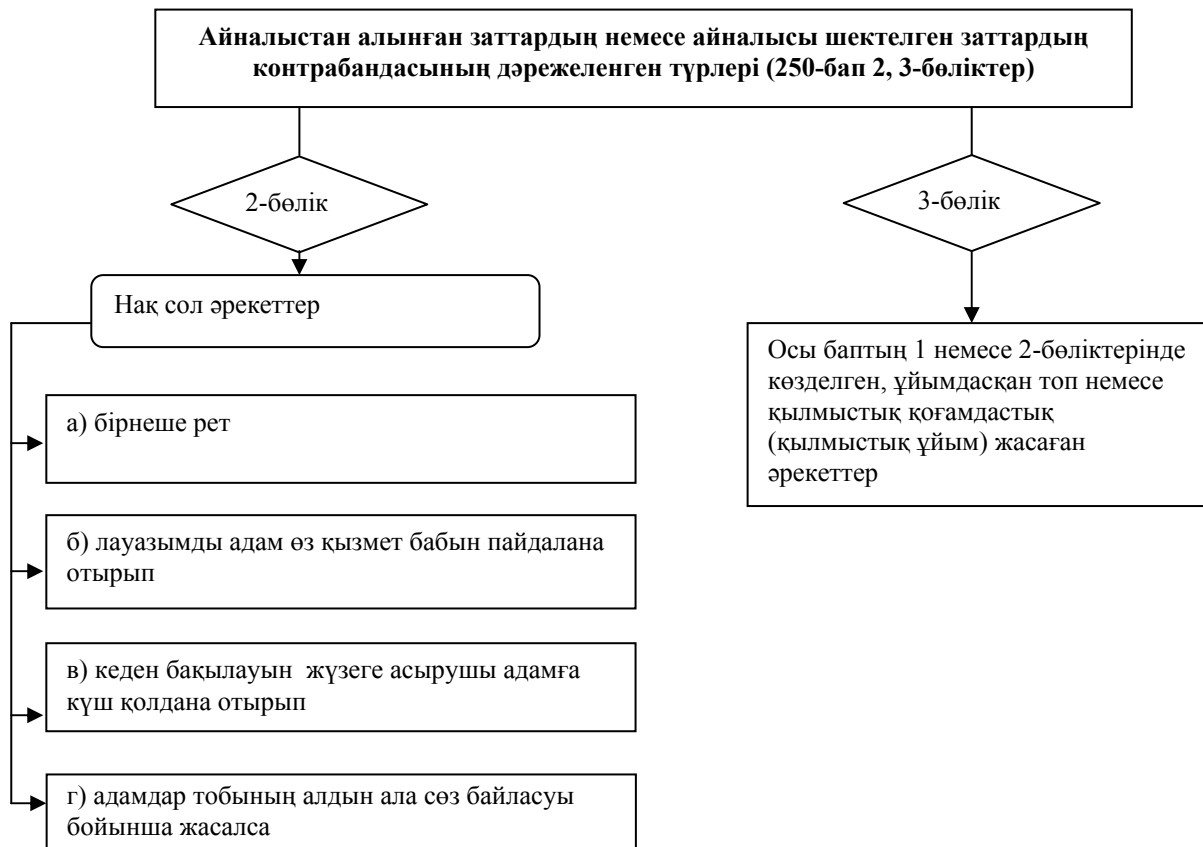 Айналыстан алынған заттардың немесе айналысы шектелген заттардың
контрабандасының дәрежеленген түрлері (250-бап 2, 3-бөліктер)
2-бөлік
Нақ сол әрекеттер
а) бірнеше рет
б) лауазымды адам өз қызмет бабын пайдалана
отырып
в) кеден бақылауын жүзеге асырушы адамға
күш қолдана отырып
г) адамдар тобының алдын ала сөз байласуы
бойынша жасалса
3-бөлік
Осы баптың 1 немесе 2-бөліктерінде
көзделген, ұйымдасқан топ немесе
қылмыстық қоғамдастық
(қылмыстық ұйым) жасаған
әрекеттер